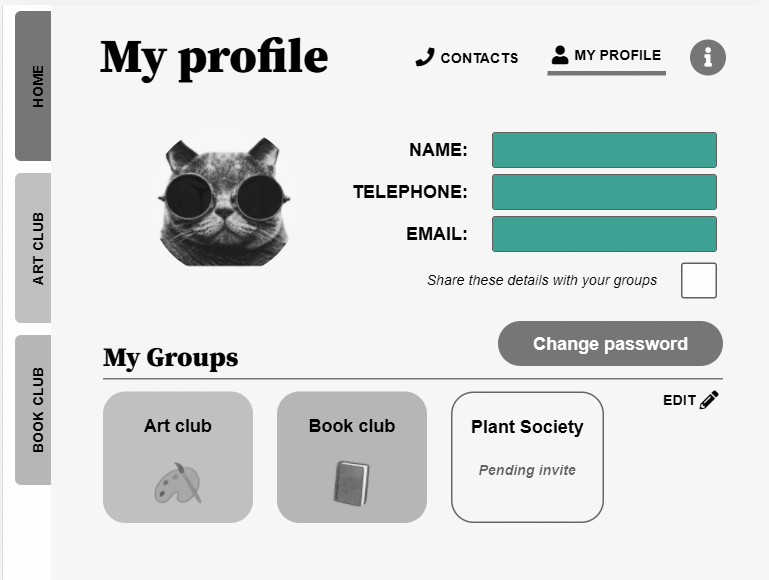 My profile
CONTACTS
MY PROFILE
HOME
ART CLUB
BOOK CLUB
NAME:
TELEPHONE:
EMAIL:
Share these details with your groups
Change password
My Groups
EDIT
Art club
Book club
Plant Society
Pending invite